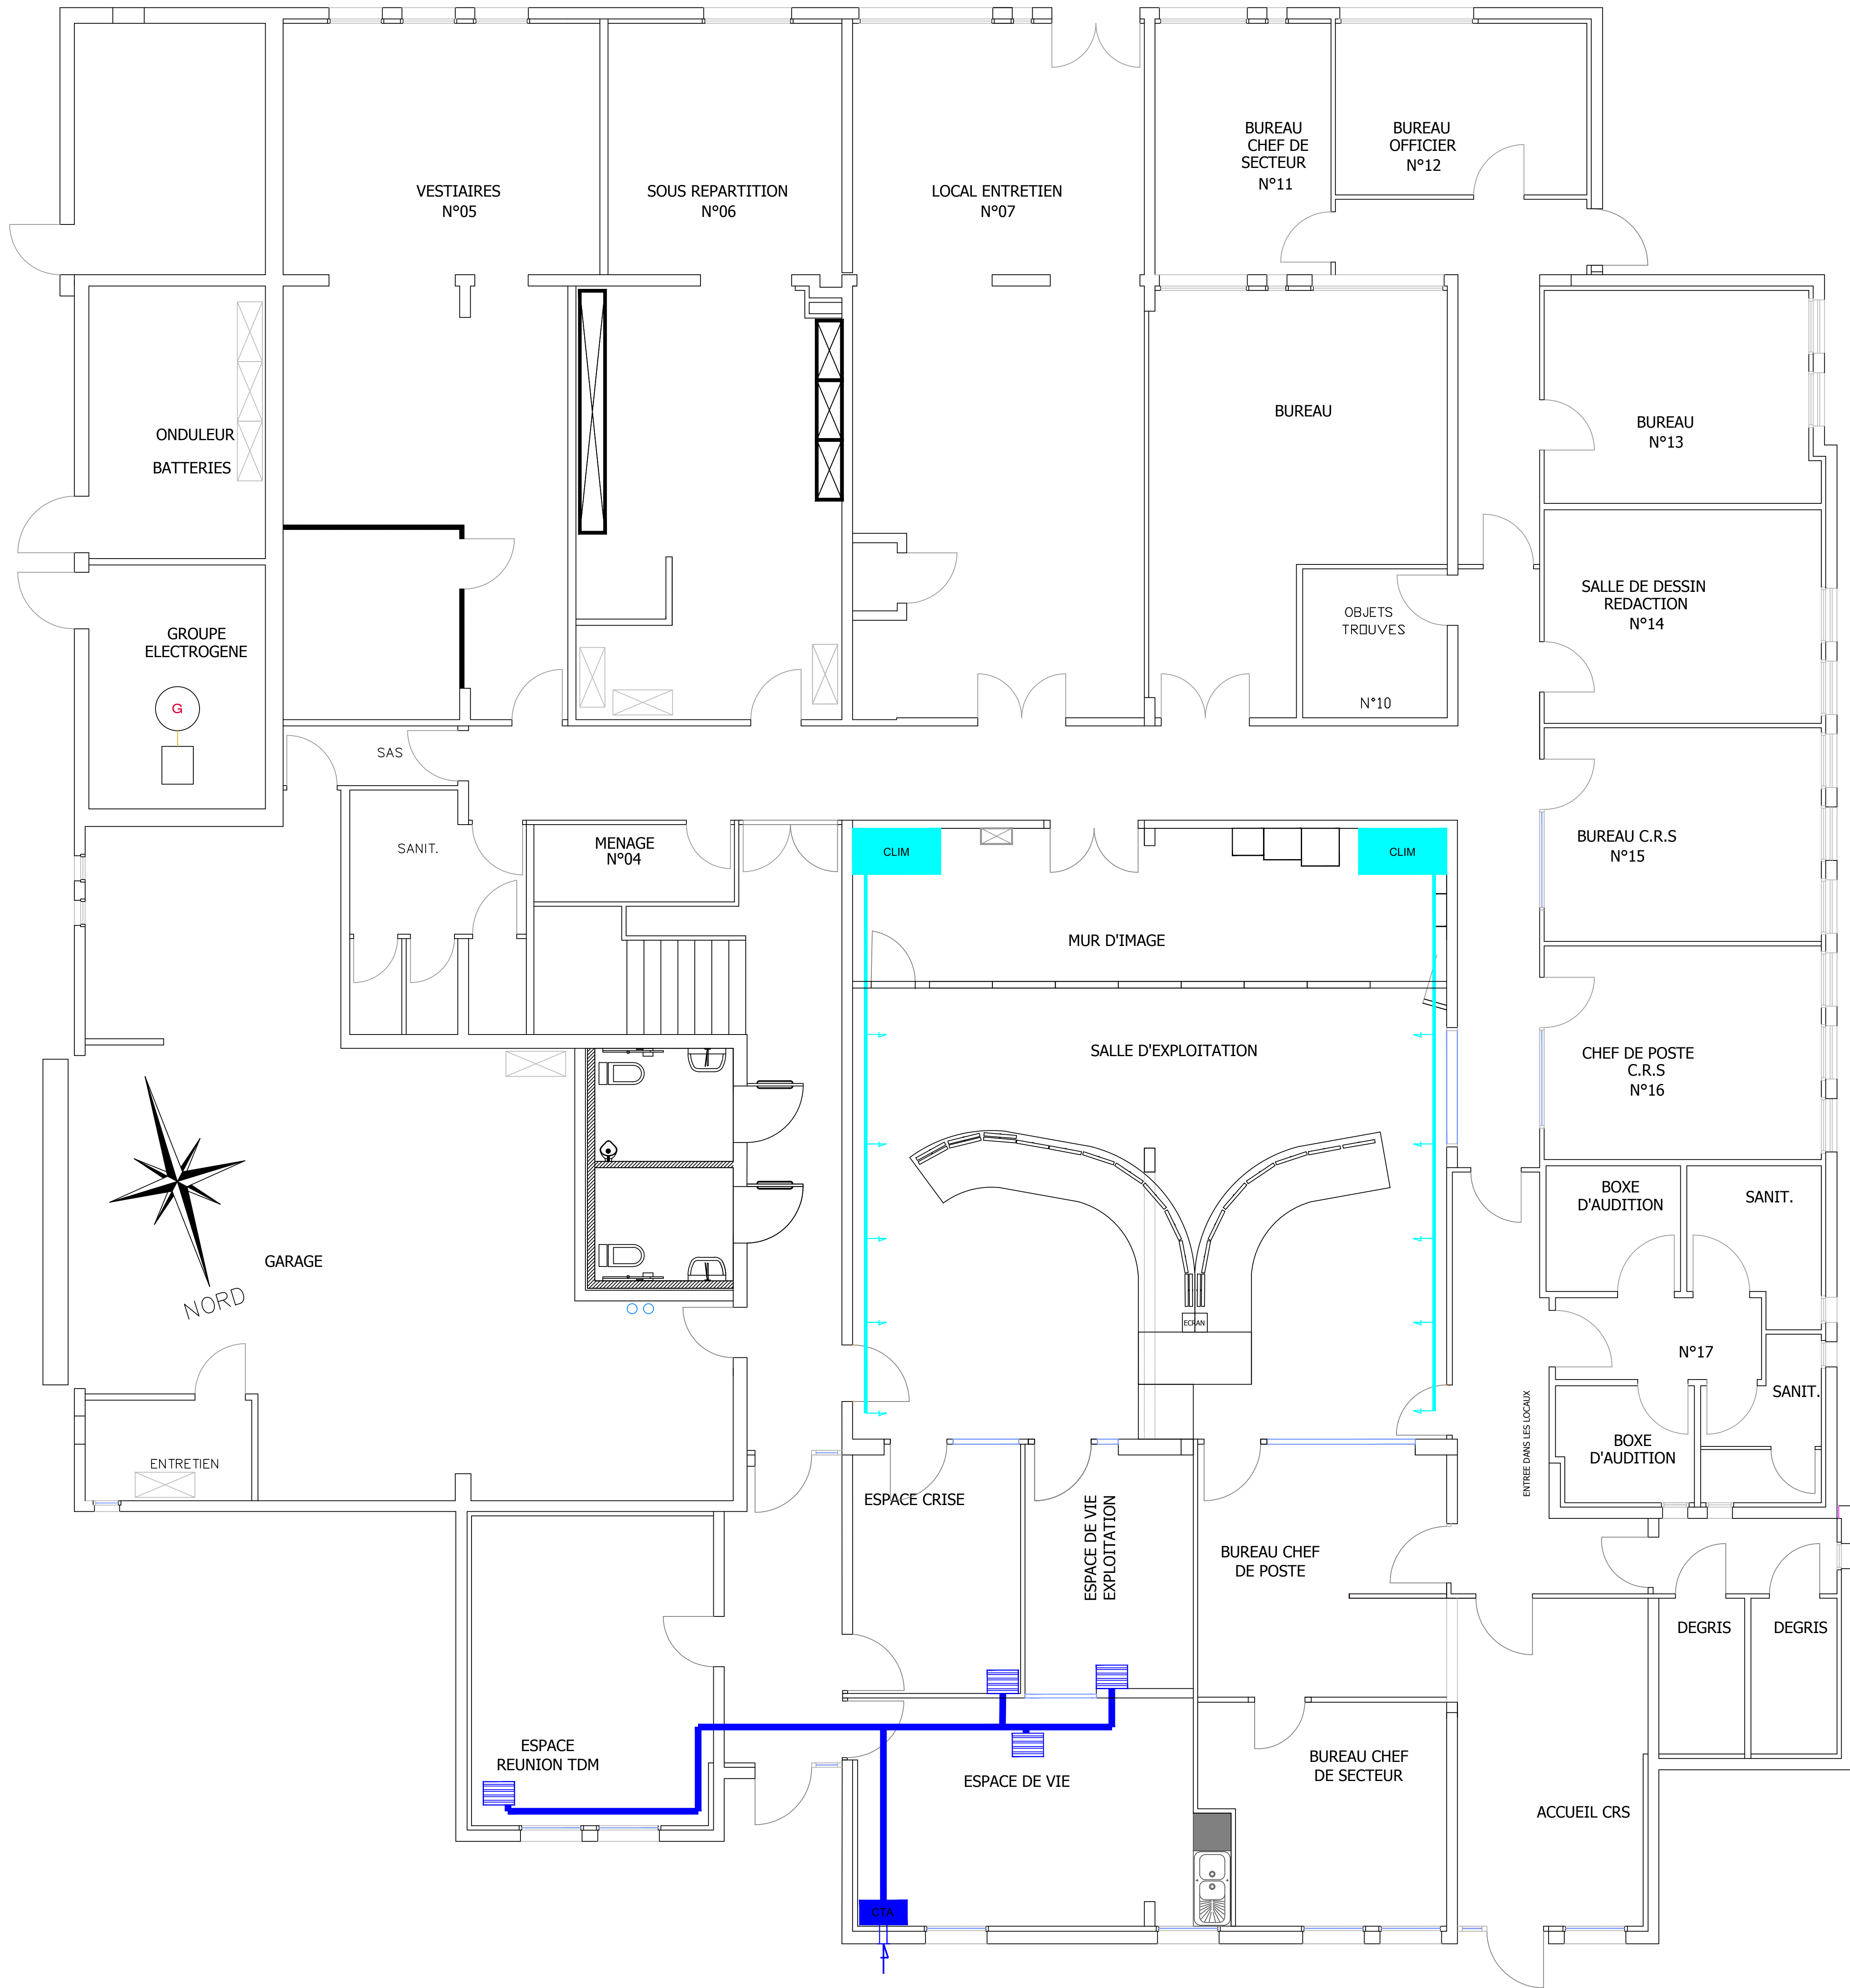 BUREAU
CHEF DE
SECTEUR
N°11
BUREAU
OFFICIER
N°12
VESTIAIRES
N°05
SOUS REPARTITION
N°06
LOCAL ENTRETIEN
N°07
ONDULEUR
BATTERIES
BUREAU
BUREAU
N°13
GROUPE
ELECTROGENE
G
OBJETS
TROUVES
N°10
SALLE DE DESSIN
REDACTION
N°14
SAS
SANIT.
MENAGE
N°04
CLIM
CLIM
BUREAU C.R.S
N°15
MUR D'IMAGE
SALLE D'EXPLOITATION
CHEF DE POSTE
C.R.S
N°16
BOXE
D'AUDITION
SANIT.
GARAGE
NORD
ECRAN
N°17
SANIT.
ENTREE DANS LES LOCAUX
BOXE
D'AUDITION
ENTRETIEN
ESPACE CRISE
ESPACE DE VIE
EXPLOITATION
BUREAU CHEF
DE POSTE
DEGRIS
DEGRIS
ESPACE
REUNION TDM
ESPACE DE VIE
BUREAU CHEF
DE SECTEUR
ACCUEIL CRS
CTA